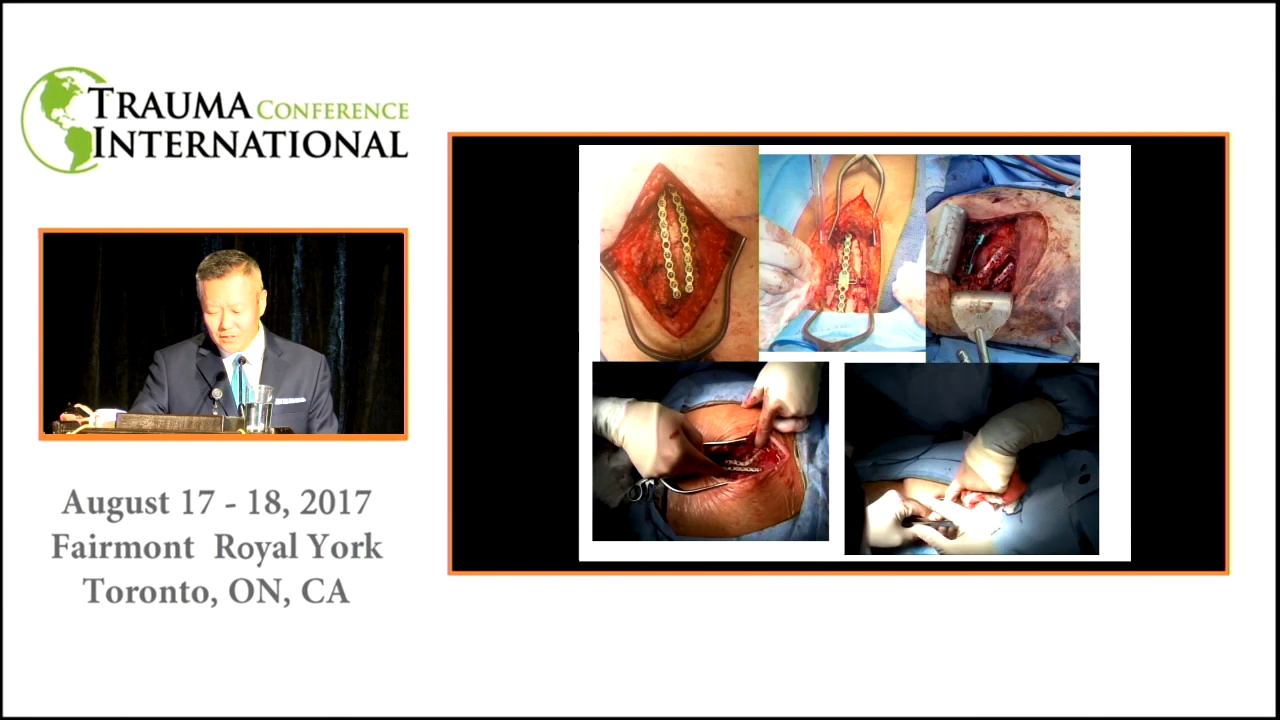 TRAUMA CONFERENCE
INTERNATIONAL
August 17 - 18, 2017
Fairmont Royal York
Toronto, ON, CA